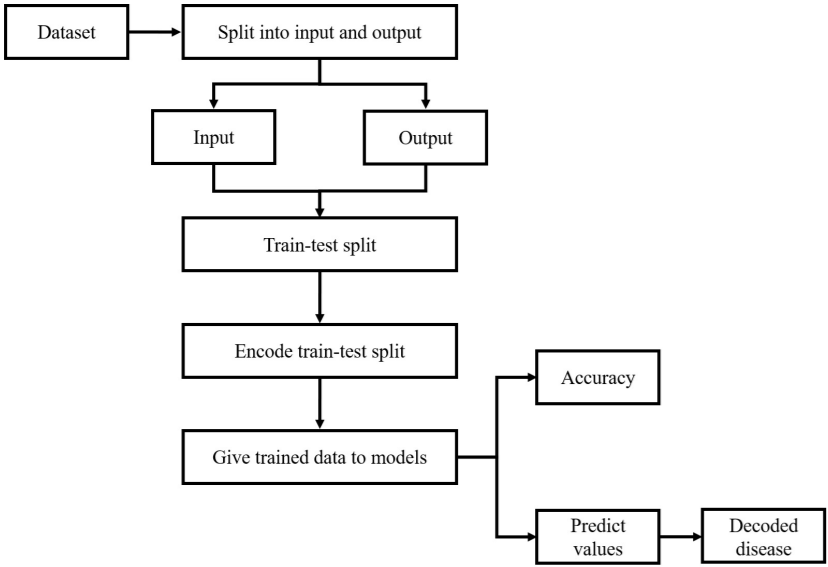 Dataset
Split into input and output
Input
Output
Train-test split
Encode train-test split
Accuracy
Give trained data to models
Predict
values
Decoded
disease